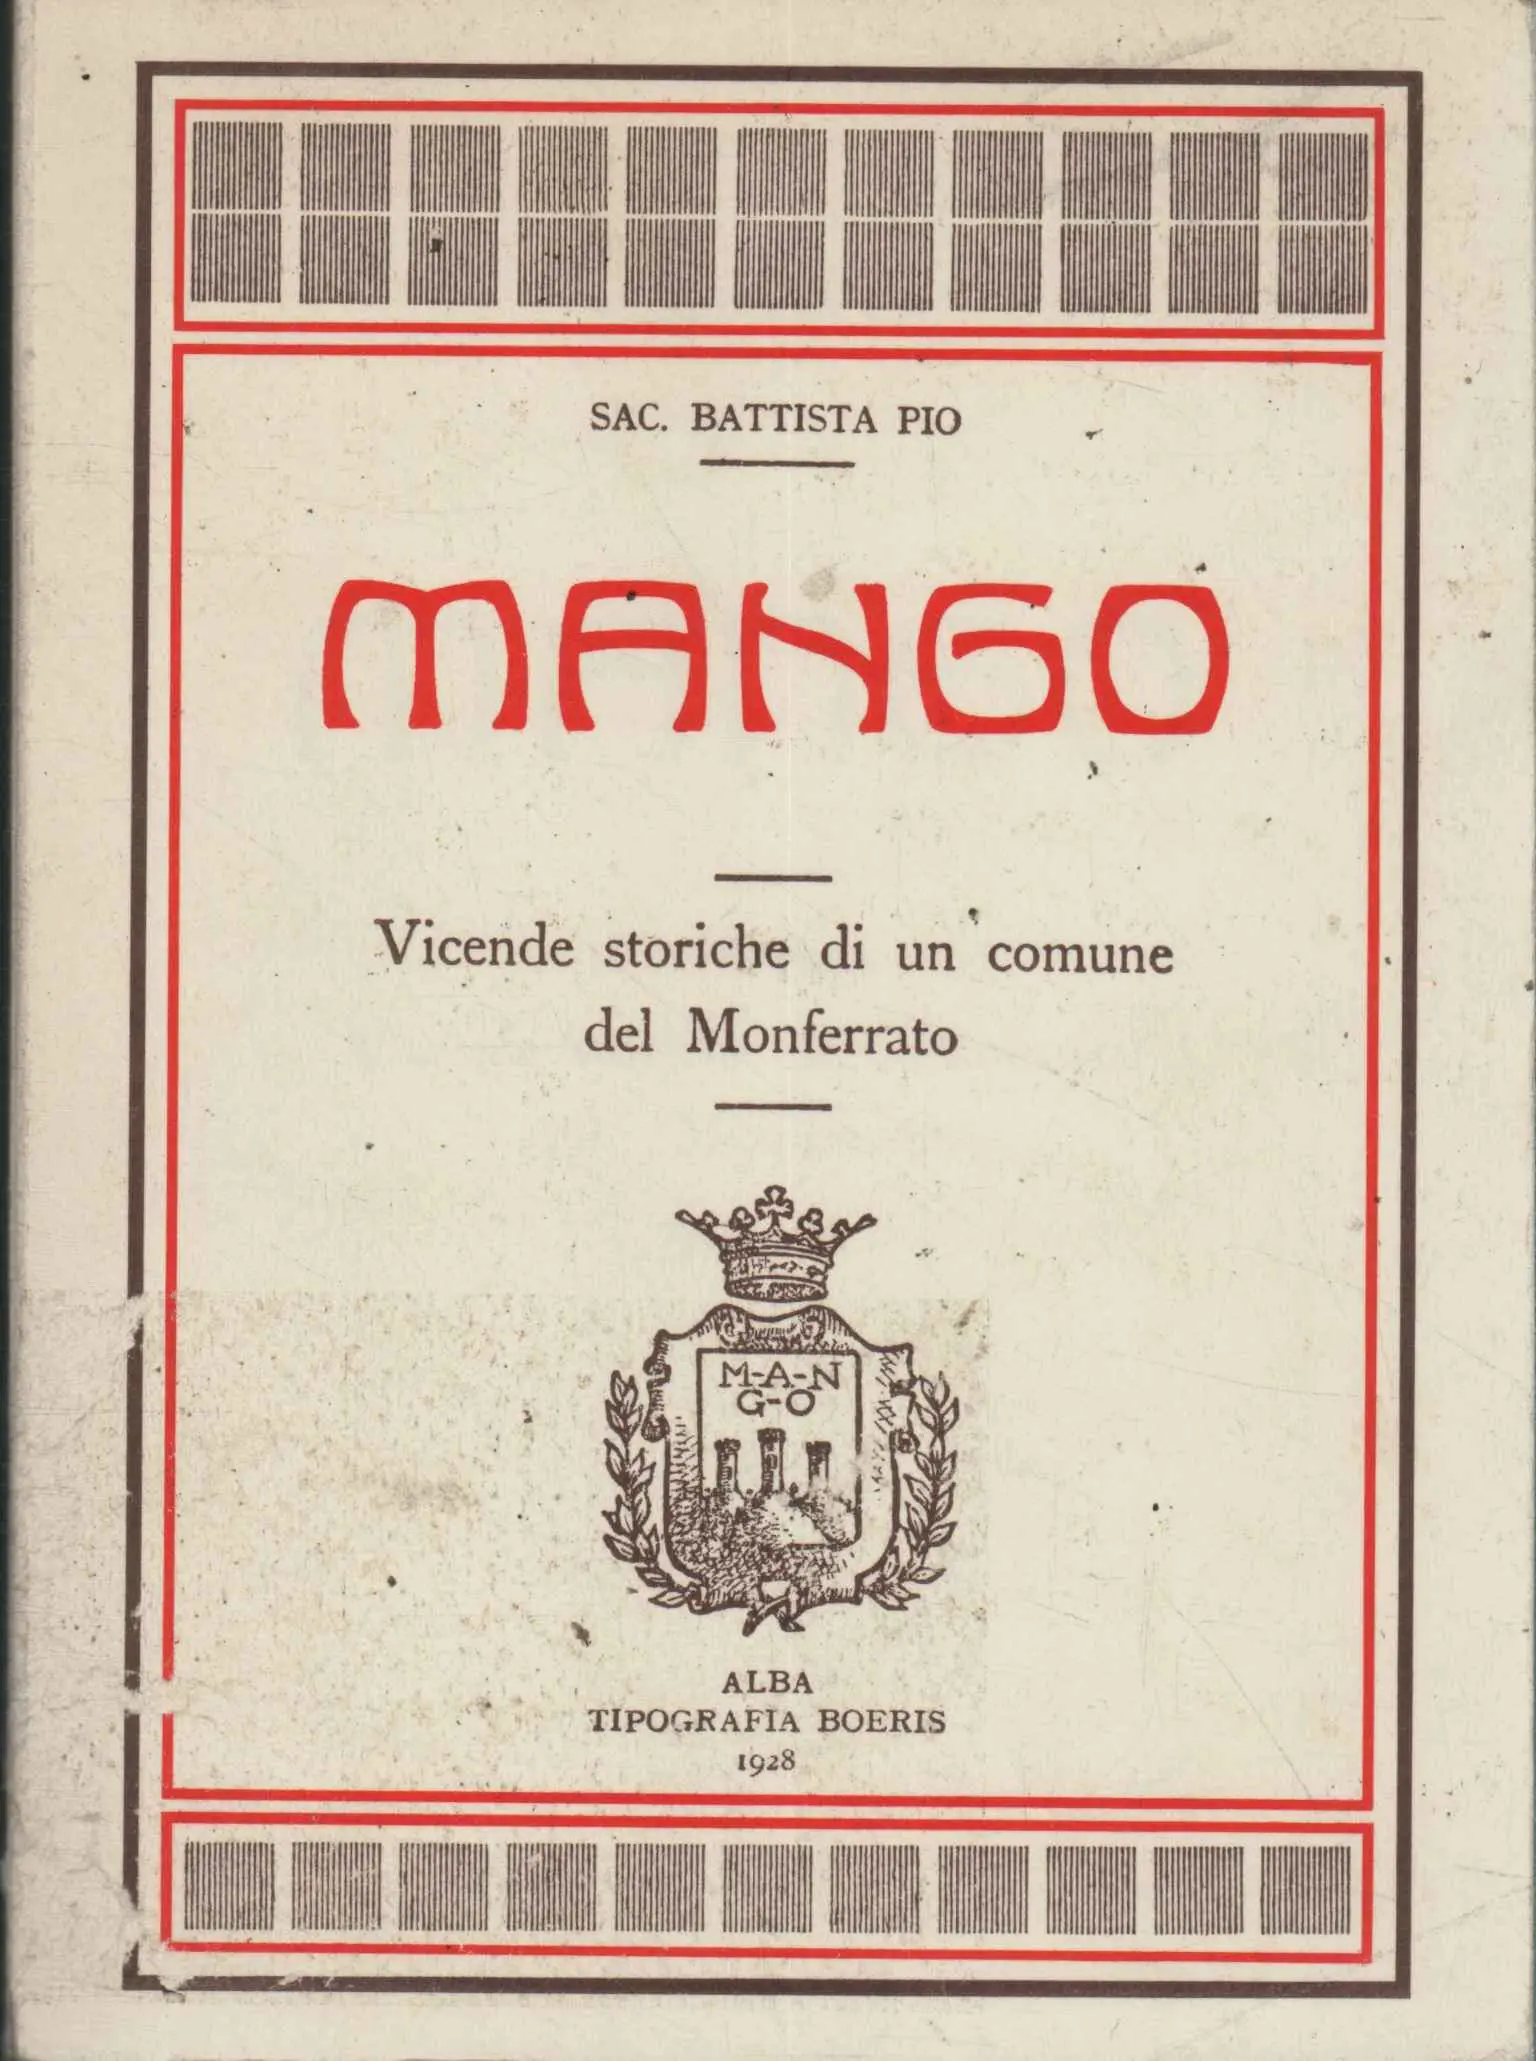 SAC. BATTISTA PIO
MANGO
Vicende storiche di un comune
del Monferrato
M-A-N
G-O
ALBA
TIPOGRAFIA BOERIS
1928